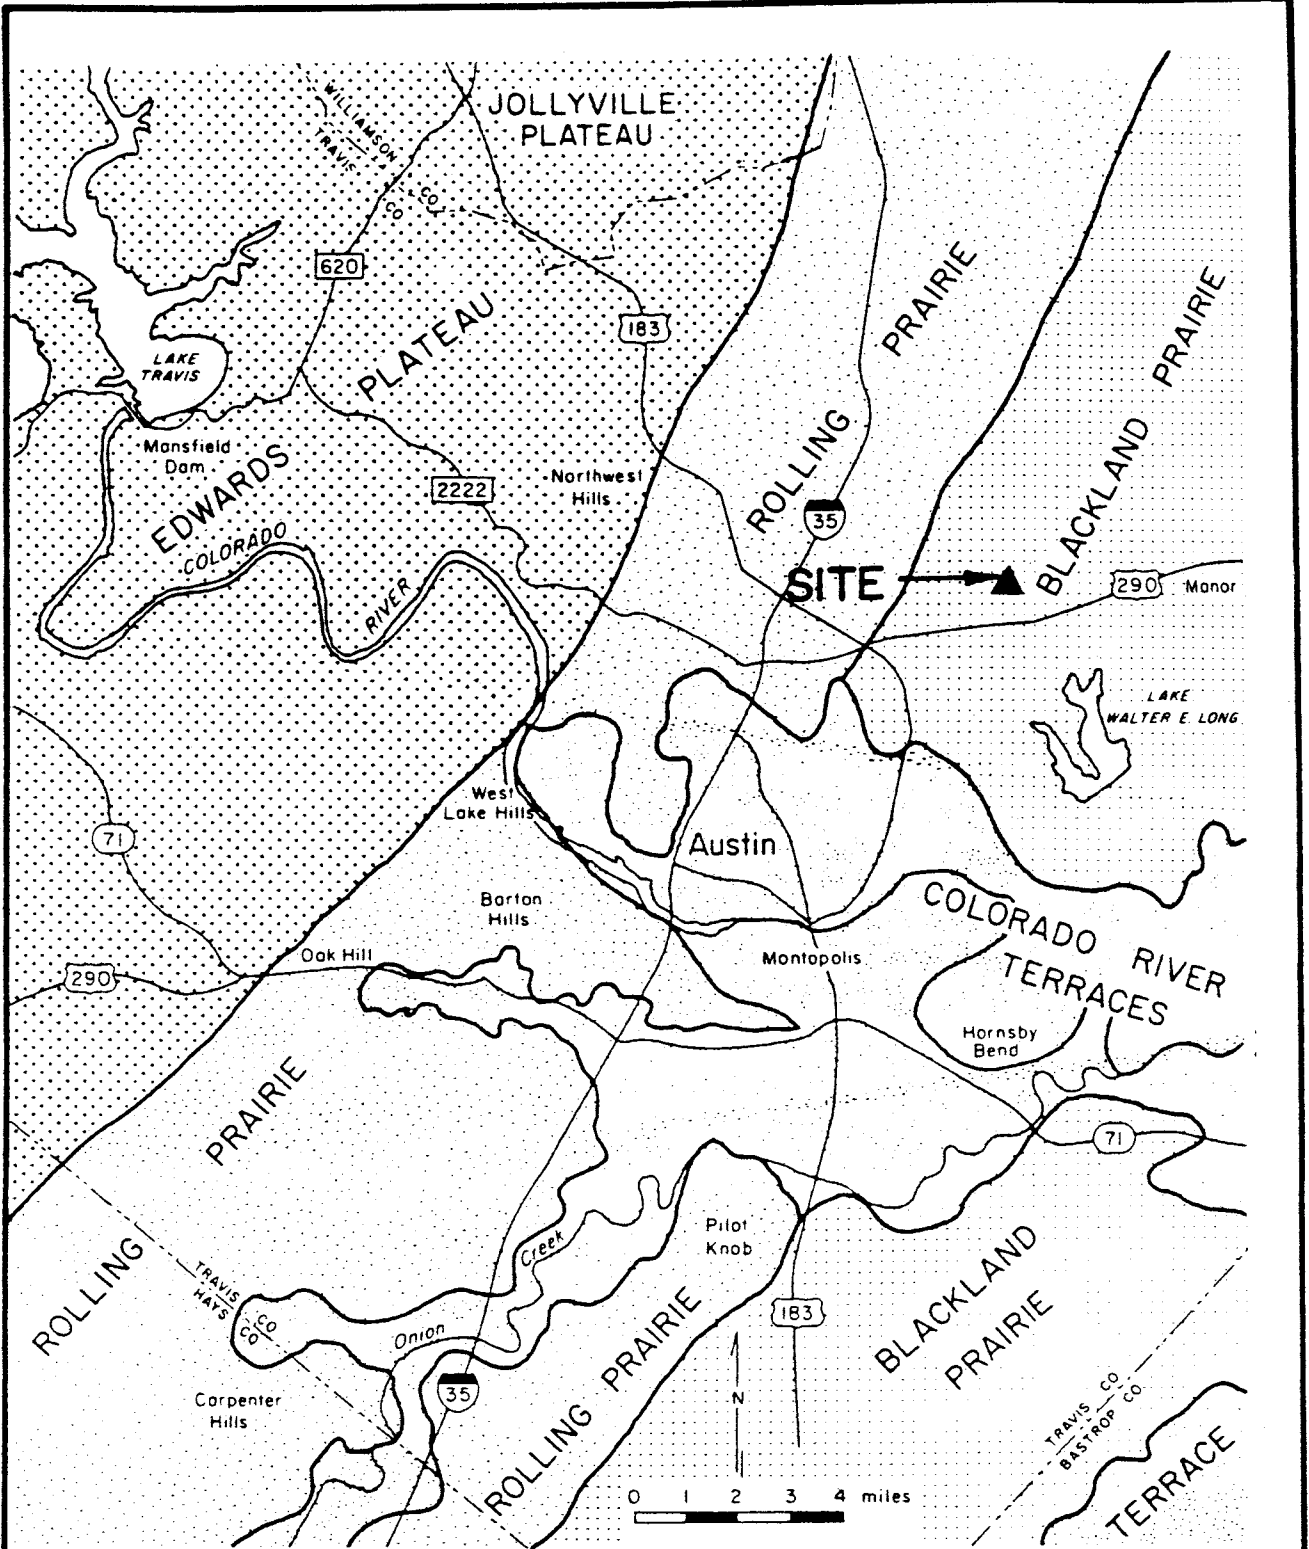 JOLLYVILLE
PLATEAU
WILLIAMSON CO
TRAVIS CO
620
183
LAKE
TRAVIS
EDWARDS PLATEAU
Mansfield
Dam
2222
Northwest
Hills
COLORADO RIVER
ROLLING PRAIRIE
35
BLACKLAND PRAIRIE
SITE
290
Manor
LAKE
WALTER E. LONG
71
West
Lake Hills
Austin
Barton
Hills
Oak Hill
290
Montopolis
COLORADO RIVER
TERRACES
Hornsby
Bend
71
ROLLING PRAIRIE
Pilot
Knob
Onion Creek
TRAVIS CO
HAYS CO
Carpenter
Hills
35
ROLLING PRAIRIE
183
BLACKLAND
PRAIRIE
N
TRAVIS CO.
BASTROP CO.
TERRACE
0 1 2 3 4 miles